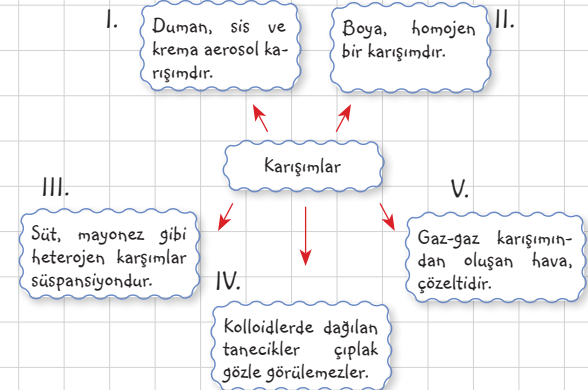 I.
Duman, sis ve
krema aerosol ka-
rışımdır.
II.
Boya, homojen
bir karışımdır.
Karışımlar
III.
Süt, mayonez gibi
heterojen karşımlar
süspansiyondur.
IV.
Kolloidlerde dağılan
tanecikler çıplak
gözle görülemezler.
V.
Gaz-gaz karışımın-
dan oluşan hava,
çözeltidir.